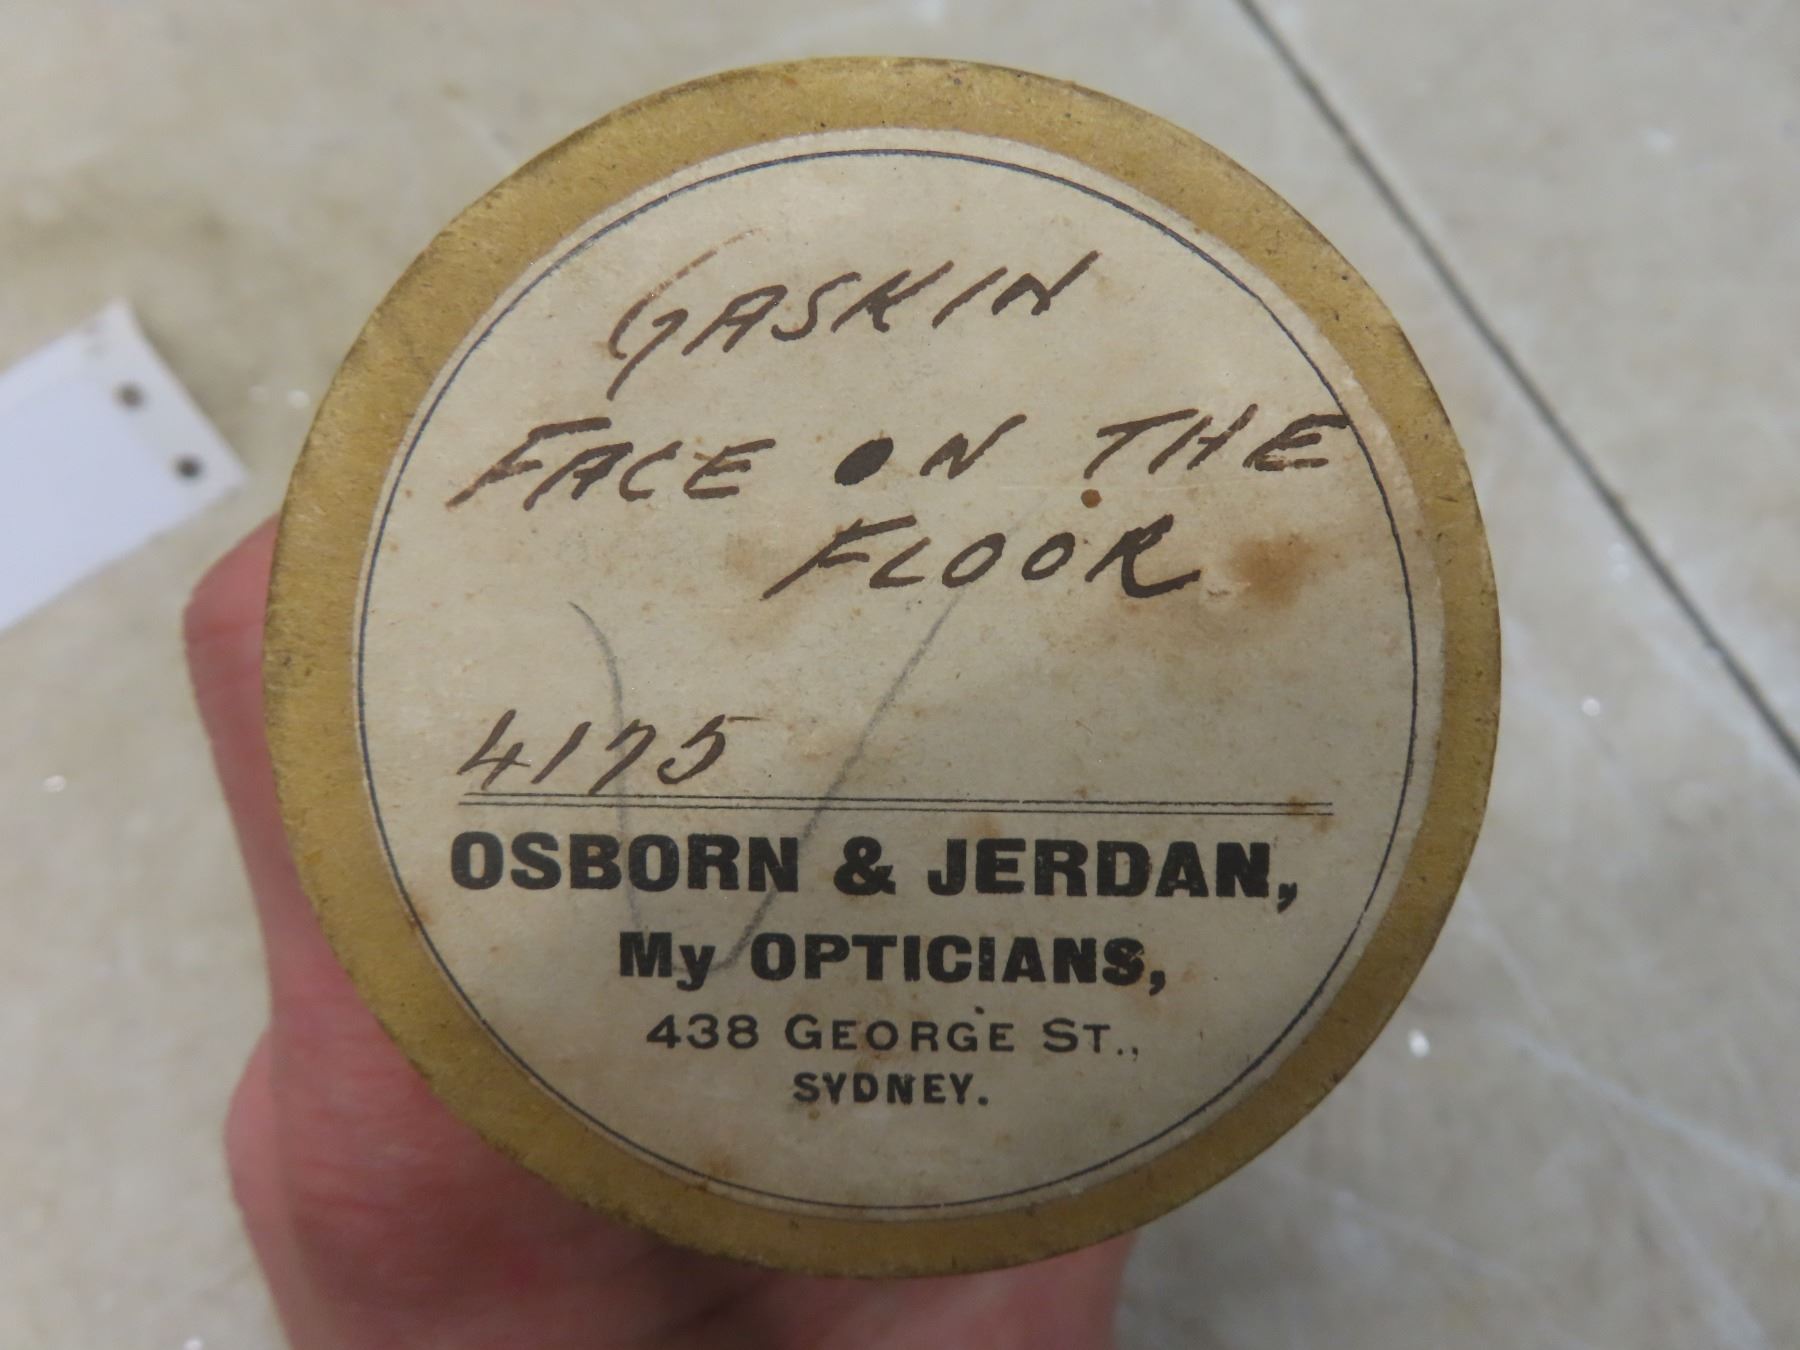 GASKIN
FACE ON THE
FLOOR
4175
OSBORN & JERDAN,
My OPTICIANS,
438 GEORGE ST.,
SYDNEY.